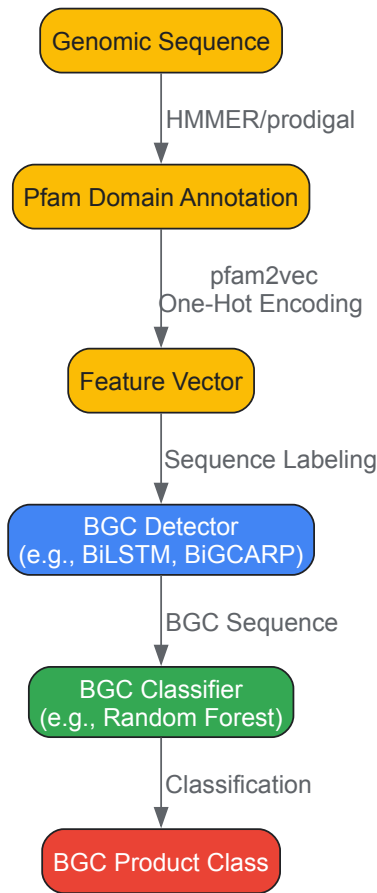 Genomic Sequence
HMMER/prodigal
Pfam Domain Annotation
pfam2vec
One-Hot Encoding
Feature Vector
Sequence Labeling
BGC Detector
(e.g., BiLSTM, BiGCARP)
BGC Sequence
BGC Classifier
(e.g., Random Forest)
Classification
BGC Product Class